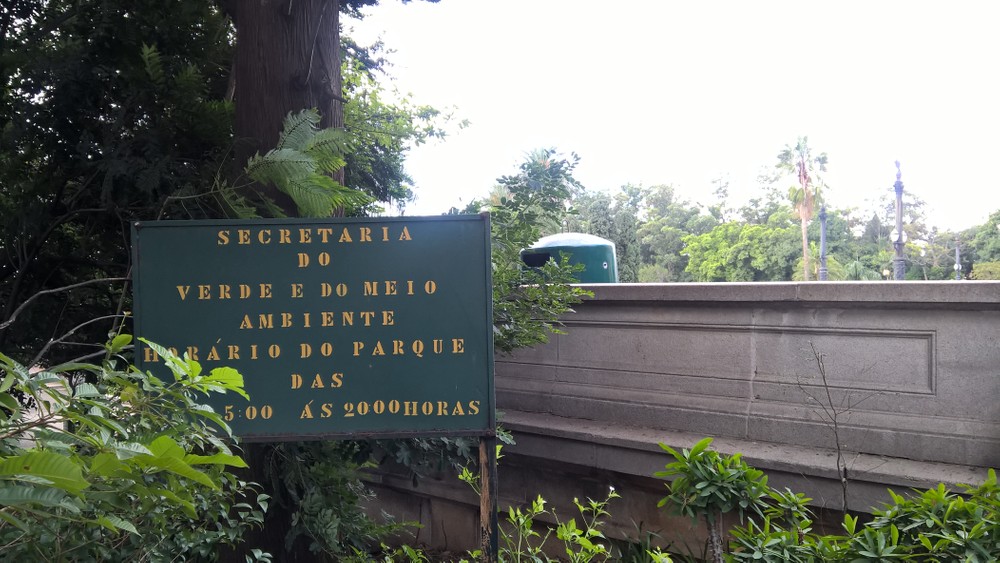 SECRETARIA
DO
VERDE E DO MEIO
AMBIENTE
HORÁRIO DO PARQUE
DAS
5:00 ÁS 2000HORAS